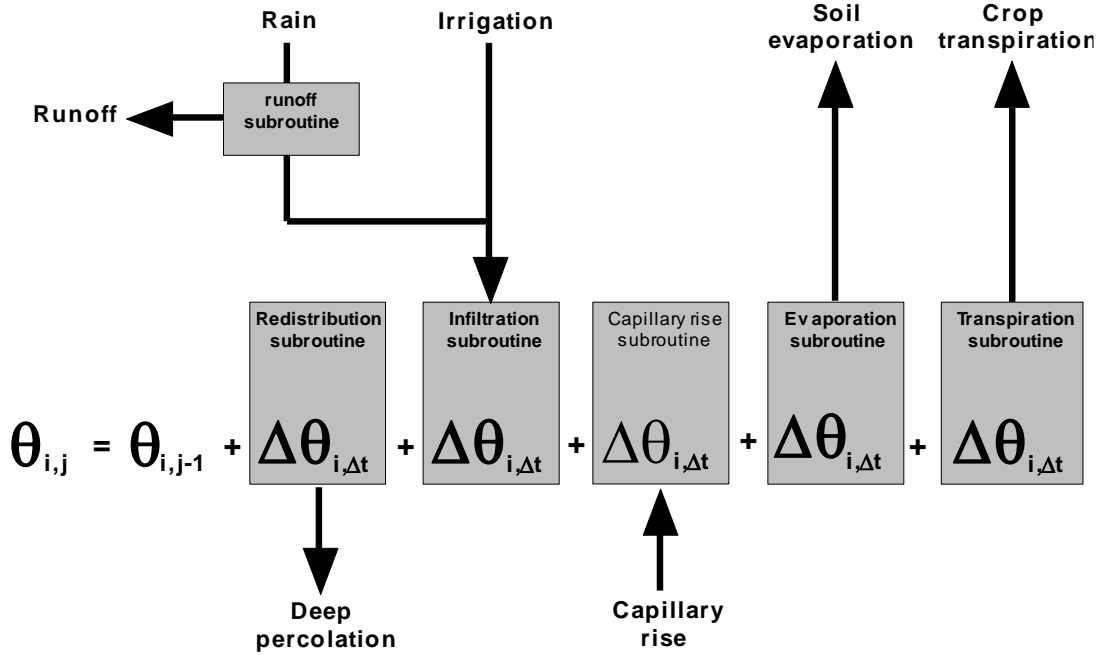 Rain
Irrigation
Soil
evaporation
Crop
transpiration
Runoff
runoff
subroutine
Redistribution
subroutine
Infiltration
subroutine
Capillary rise
subroutine
Evaporation
subroutine
Transpiration
subroutine
θi,j = θi,j-1 + Δθi,Δt + Δθi,Δt + Δθi,Δt + Δθi,Δt + Δθi,Δt
Deep
percolation
Capillary
rise